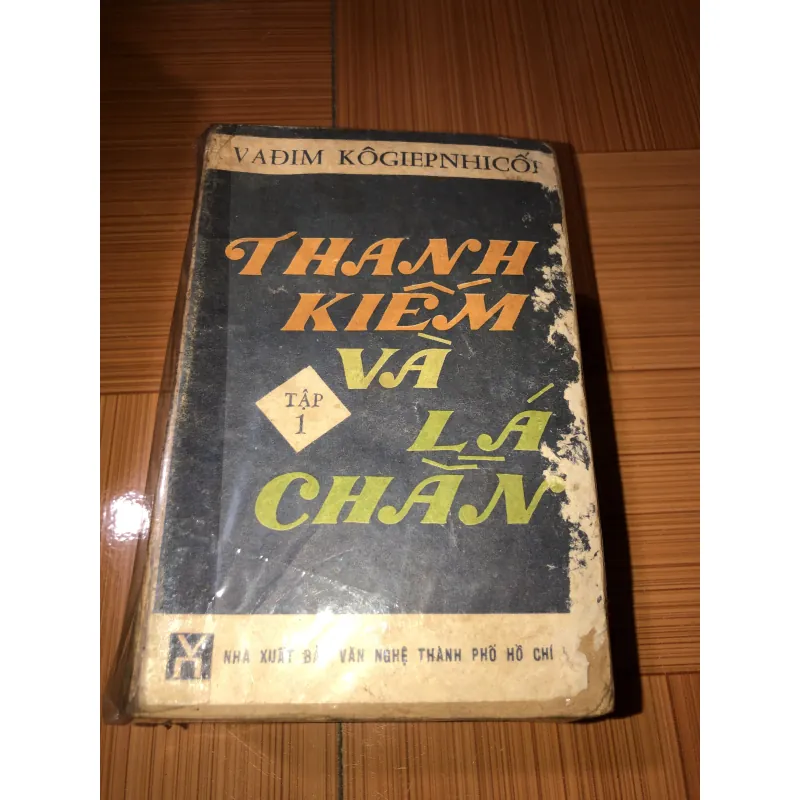 VAĐIM KÔGIEPNHICỐP
THANH
KIẾM
VÀ
LÁ
CHẮN
TẬP
1
NHÀ XUẤT BẢN VĂN NGHỆ THÀNH PHỐ HỒ CHÍ